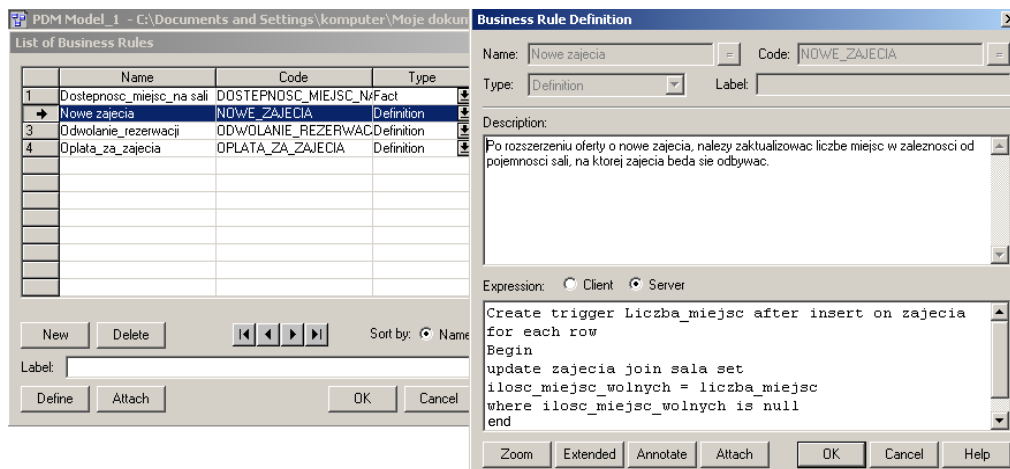 PDM Model_1 - C:\Documents and Settings\komputer\Moje dokun
List of Business Rules
Name Code Type
1 Dostepnosc_miejsc_na sali DOSTEPNOSC_MIEJSC_NA Fact
Nowe zajecia NOWE_ZAJECIA Definition
3 Odwolanie_rezerwacji ODWOLANIE_REZERWAC Definition
4 Oplata_za_zajecia OPLATA_ZA_ZAJECIA Definition
New Delete Sort by: Name
Label:
Define Attach OK Cancel
Business Rule Definition
Name: Nowe zajecia = Code: NOWE_ZAJECIA =
Type: Definition Label:
Description:
Po rozszerzeniu oferty o nowe zajecia, nalezy zaktualizowac liczbe miejsc w zaleznosci od
pojemnosci sali, na ktorej zajecia beda sie odbywac.
Expression: Client Server
Create trigger Liczba_miejsc after insert on zajecia
for each row
Begin
update zajecia join sala set
ilosc_miejsc_wolnych = liczba_miejsc
where ilosc_miejsc_wolnych is null
end
Zoom Extended Annotate Attach OK Cancel Help